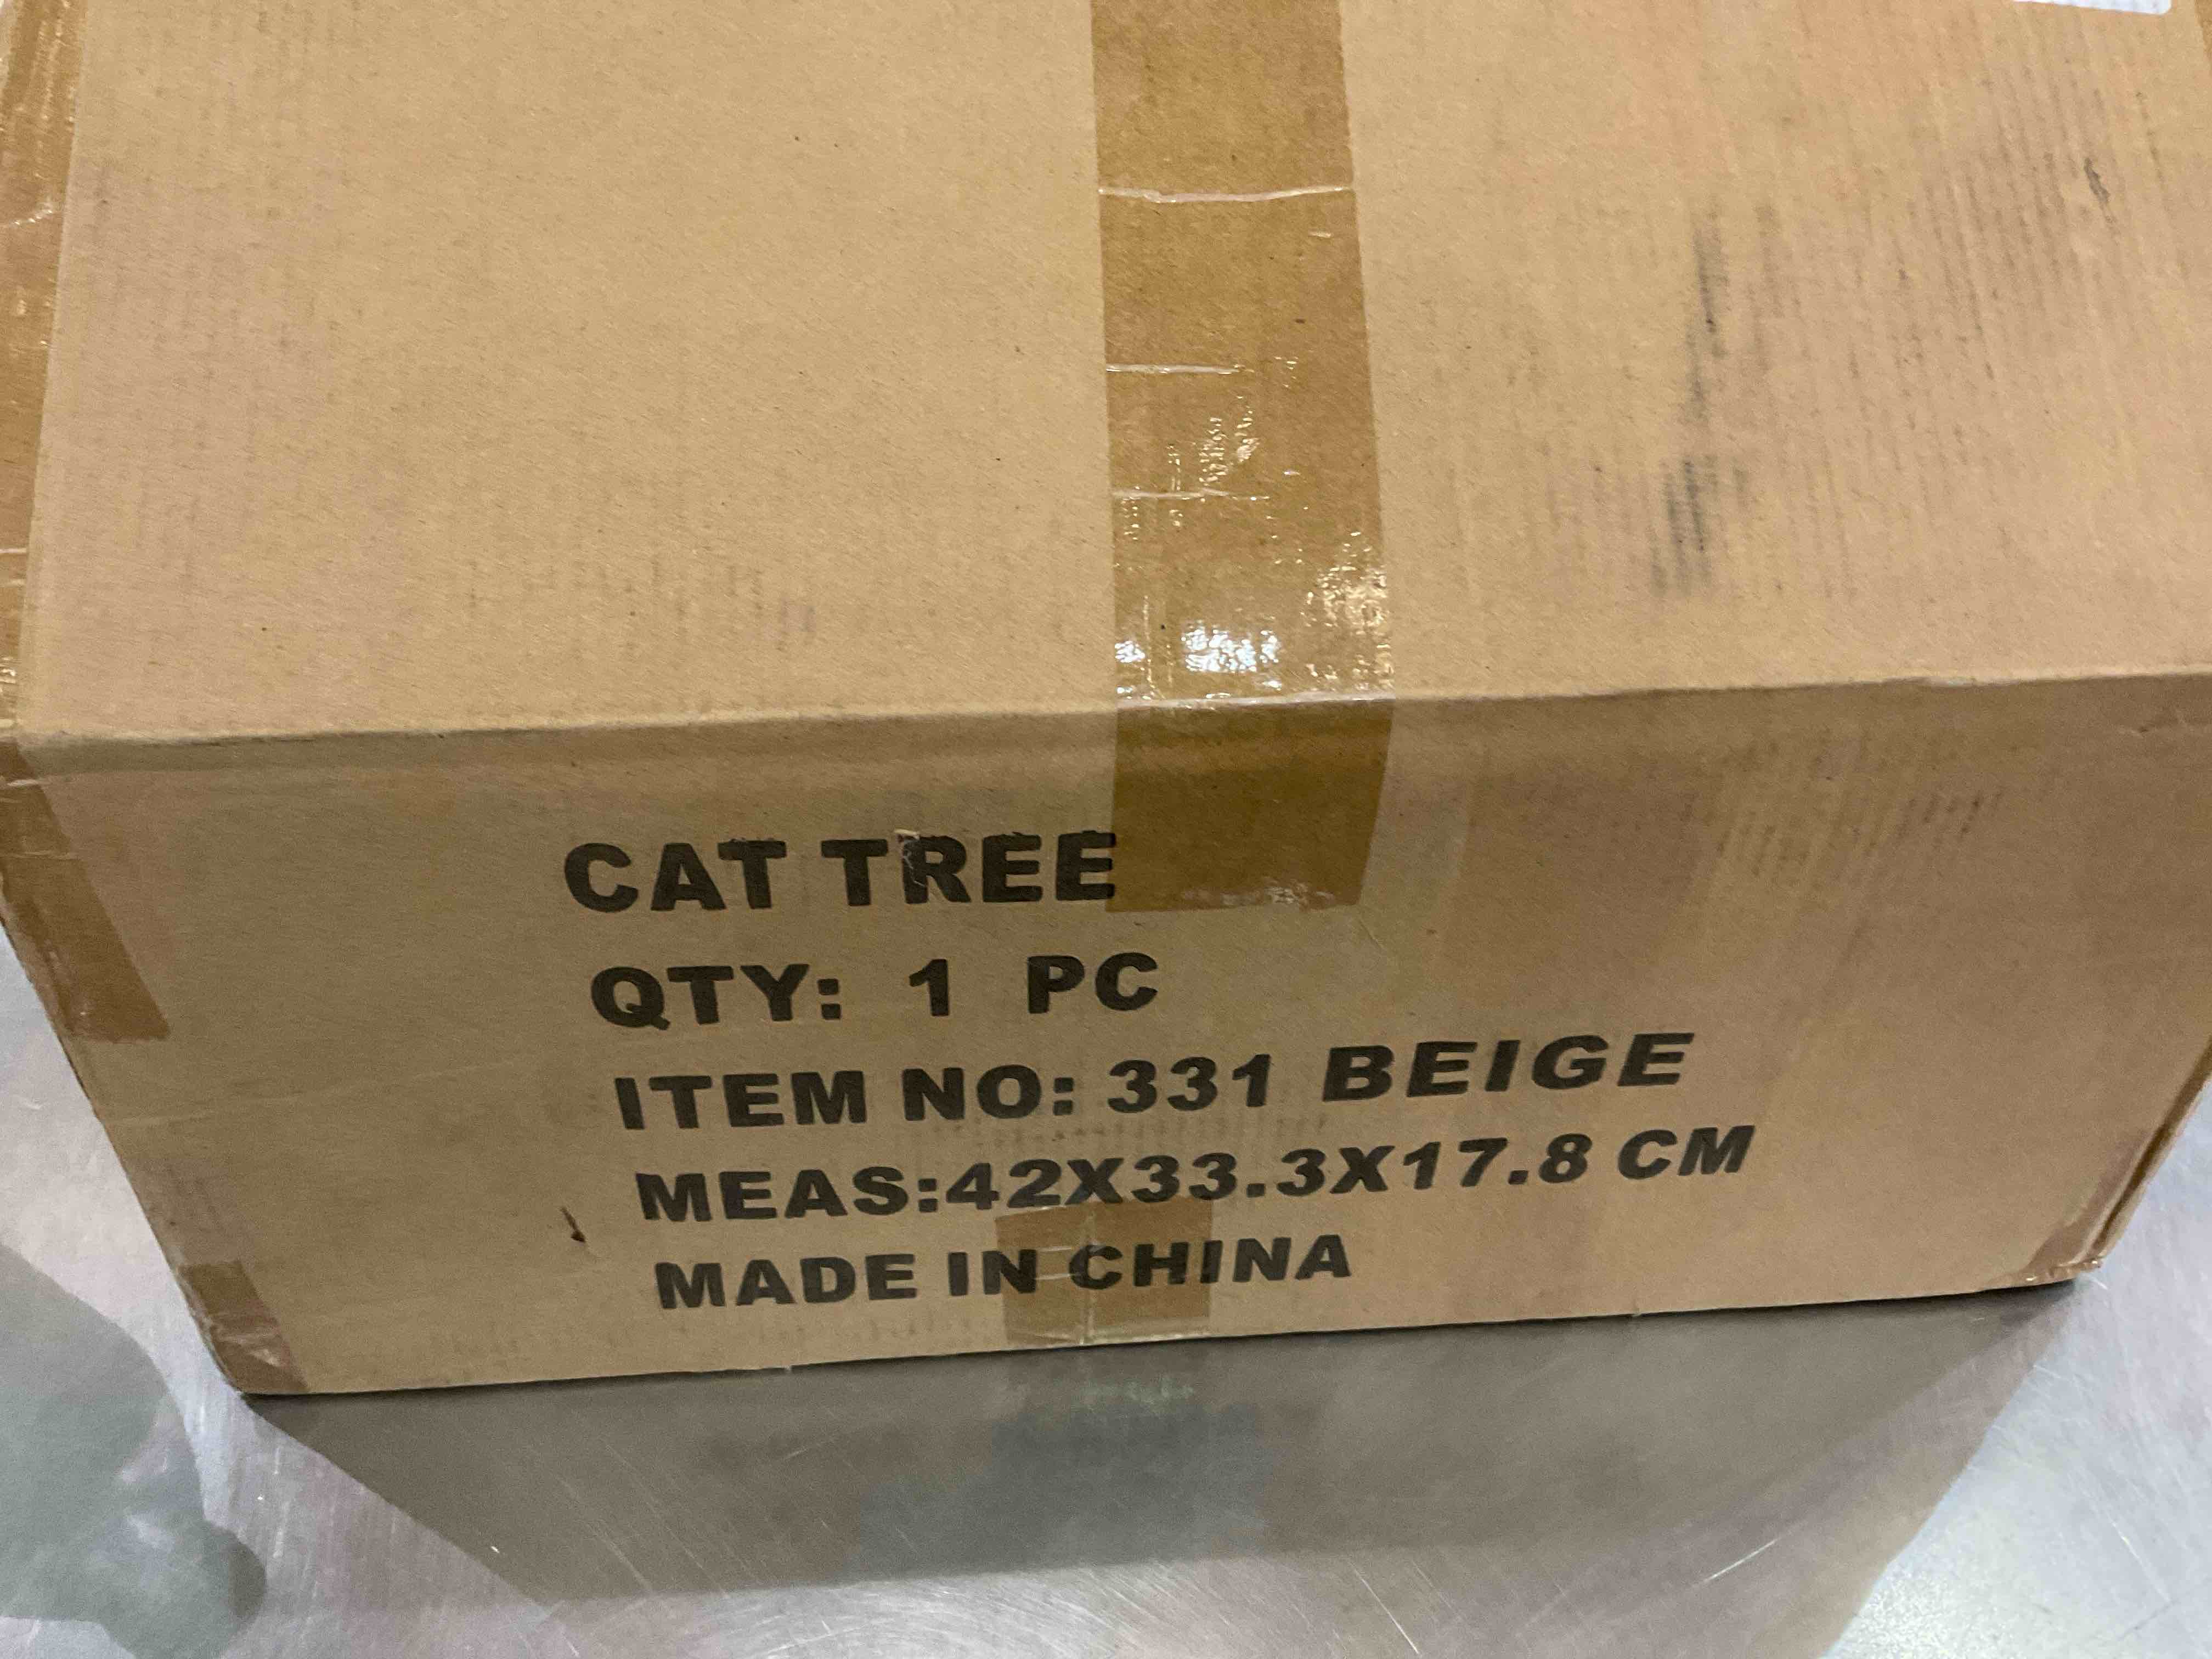 CAT TREE
QTY: 1 PC
ITEM NO: 331 BEIGE
MEAS:42X33.3X17.8 CM
MADE IN CHINA